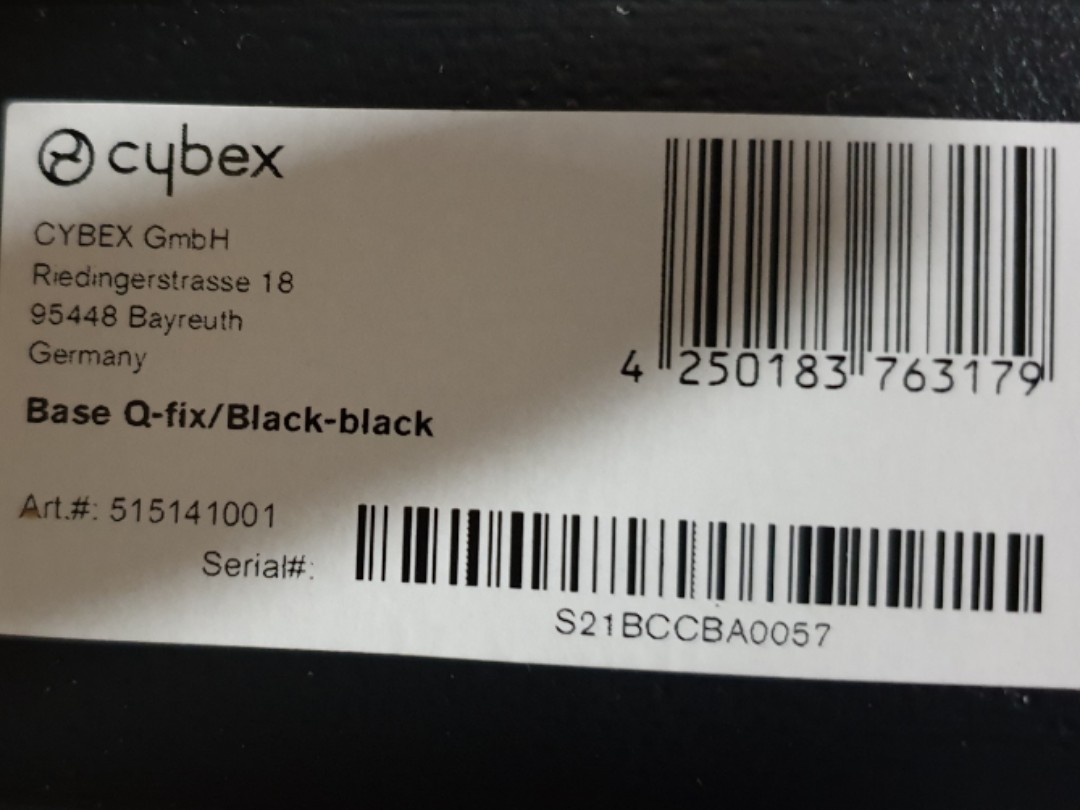 cybex
CYBEX GmbH
Riedingerstrasse 18
95448 Bayreuth
Germany
4 250183 763179
Base Q-fix/Black-black
Art.#: 515141001
Serial#:
S21BCCBA0057